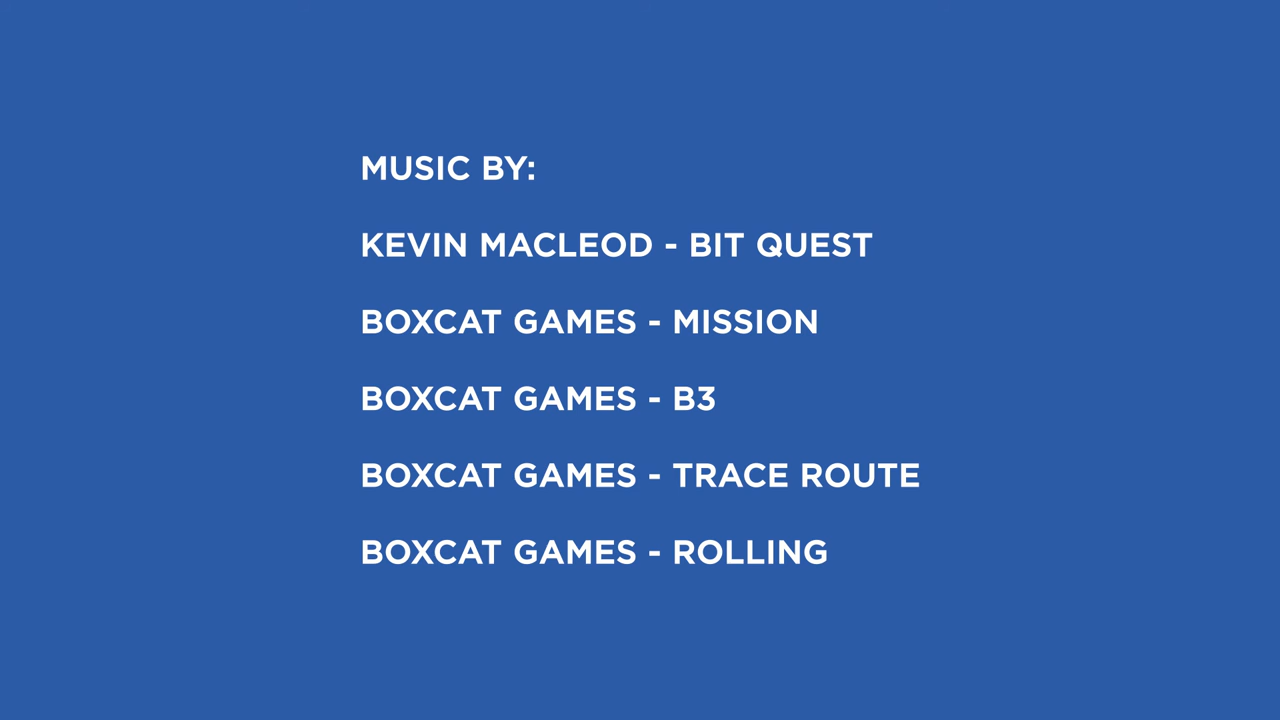 MUSIC BY:
KEVIN MACLEOD - BIT QUEST
BOXCAT GAMES - MISSION
BOXCAT GAMES - B3
BOXCAT GAMES - TRACE ROUTE
BOXCAT GAMES - ROLLING